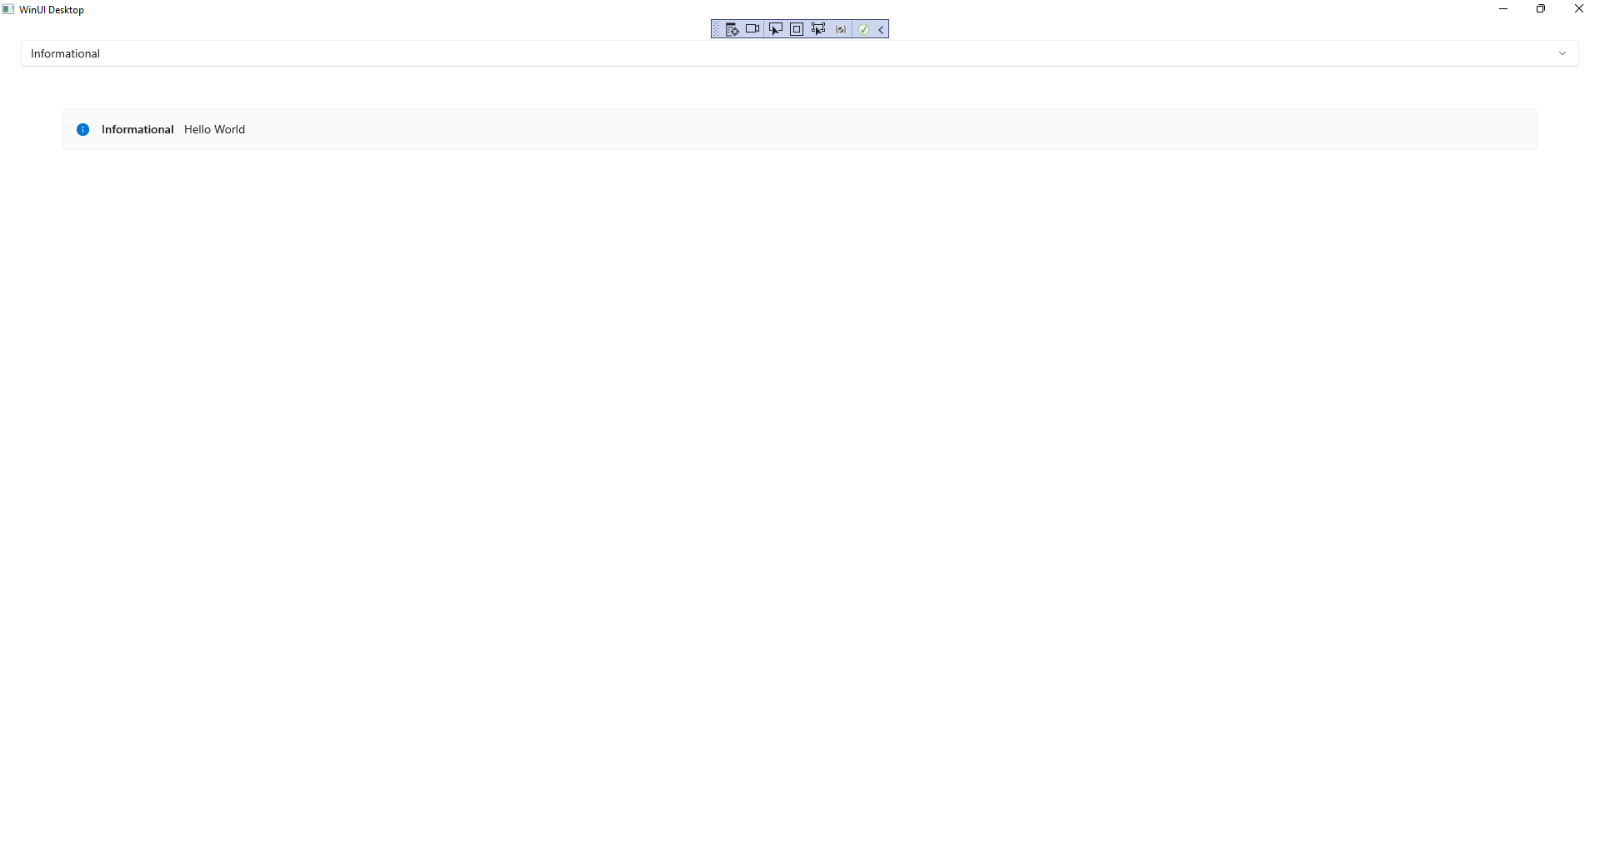 WinUI Desktop
Informational
Informational Hello World